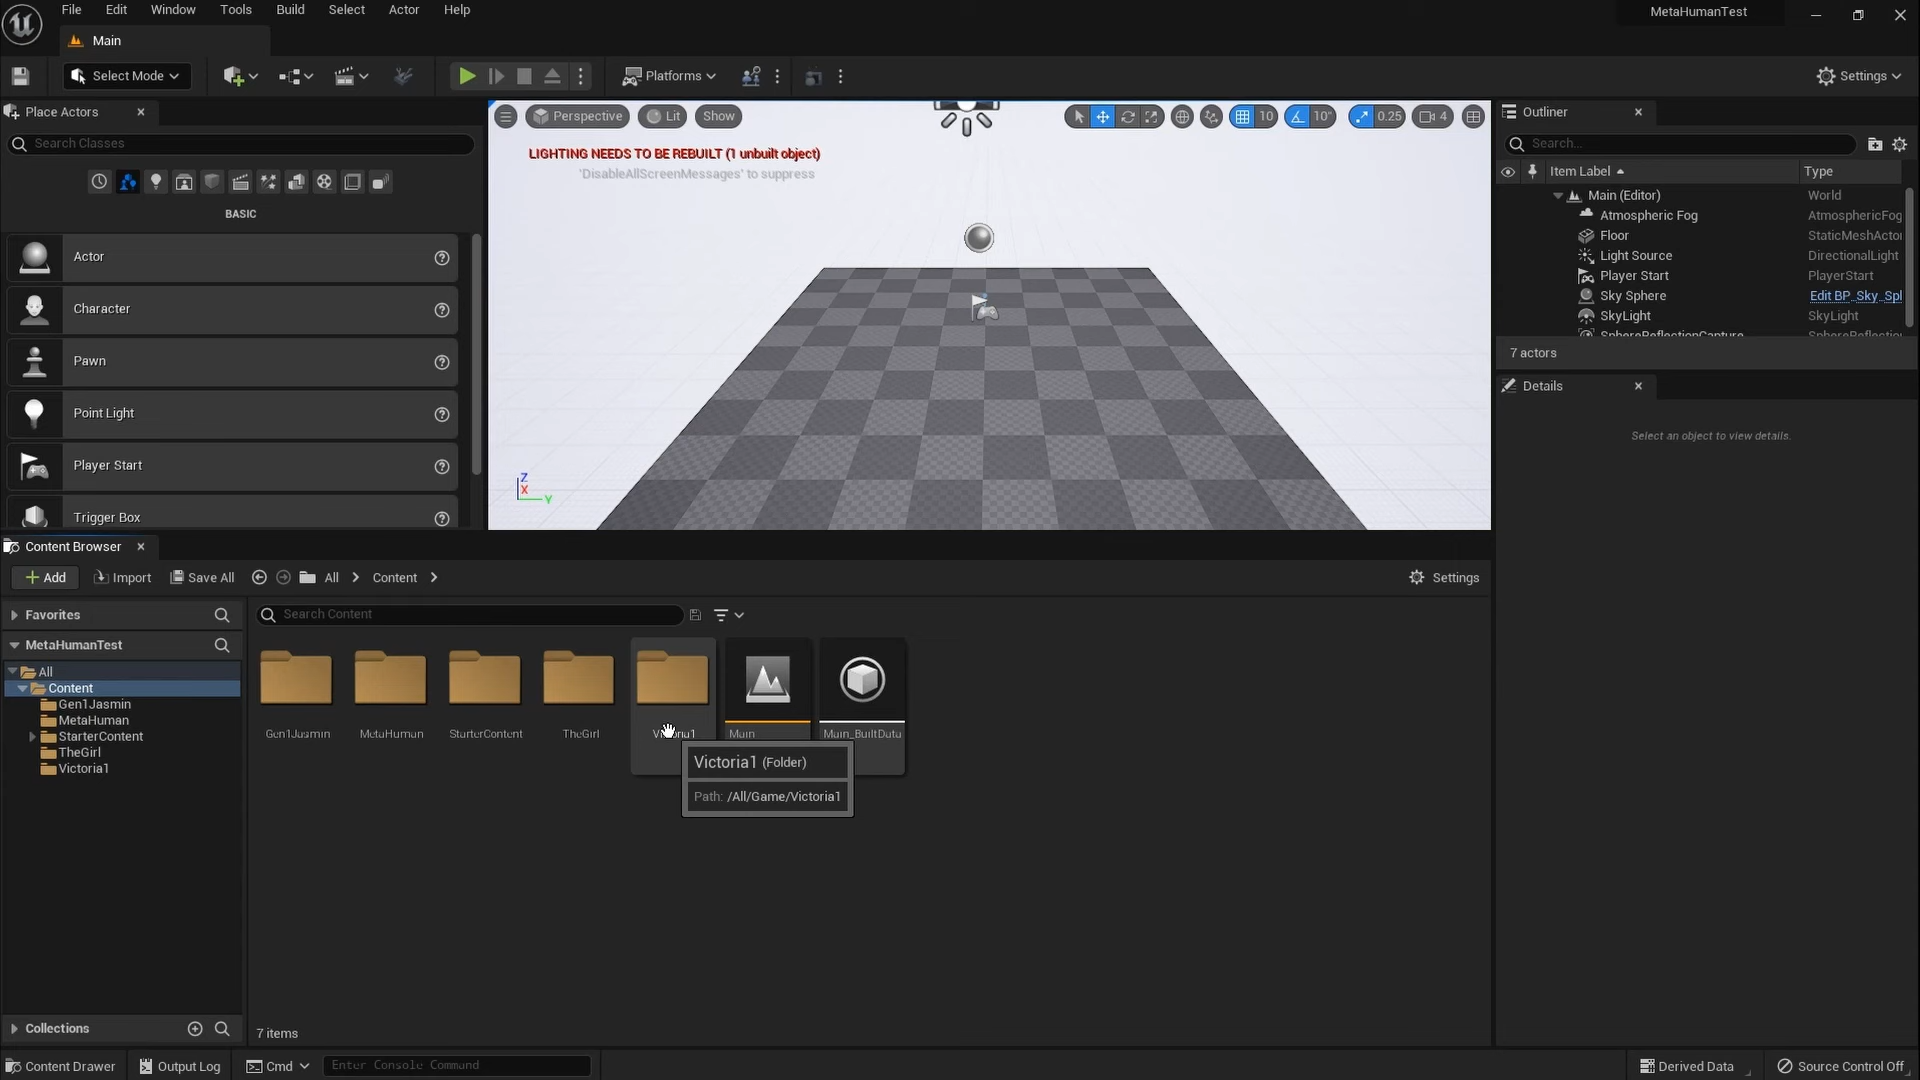 File Edit Window Tools Build Select Actor Help
MetaHumanTest
Main
Select Mode
Platforms
Settings
Place Actors
Search Classes
BASIC
Actor
Character
Pawn
Point Light
Player Start
Trigger Box
Perspective Lit Show
10 10° 0.25 4
LIGHTING NEEDS TO BE REBUILT (1 unbuilt object)
'DisableAllScreenMessages' to suppress
Z
X
Y
Outliner
Search...
Item Label Type
Main (Editor) World
Atmospheric Fog AtmosphericFog
Floor StaticMeshActo
Light Source DirectionalLight
Player Start PlayerStart
Sky Sphere Edit BP_Sky_Spl
SkyLight SkyLight
SphereReflectionCapture SphereReflection
7 actors
Details
Select an object to view details.
Content Browser
Add Import Save All All Content Settings
Favorites
MetaHumanTest
All
Content
Gen1Jasmin
MetaHuman
StarterContent
TheGirl
Victoria1
Collections
Search Content
Gen1Jasmin MetaHuman StarterContent TheGirl Victoria1 Main Main_BuiltData
Victoria1 (Folder)
Path: /All/Game/Victoria1
7 items
Content Drawer Output Log Cmd Enter Console Command Derived Data Source Control Off